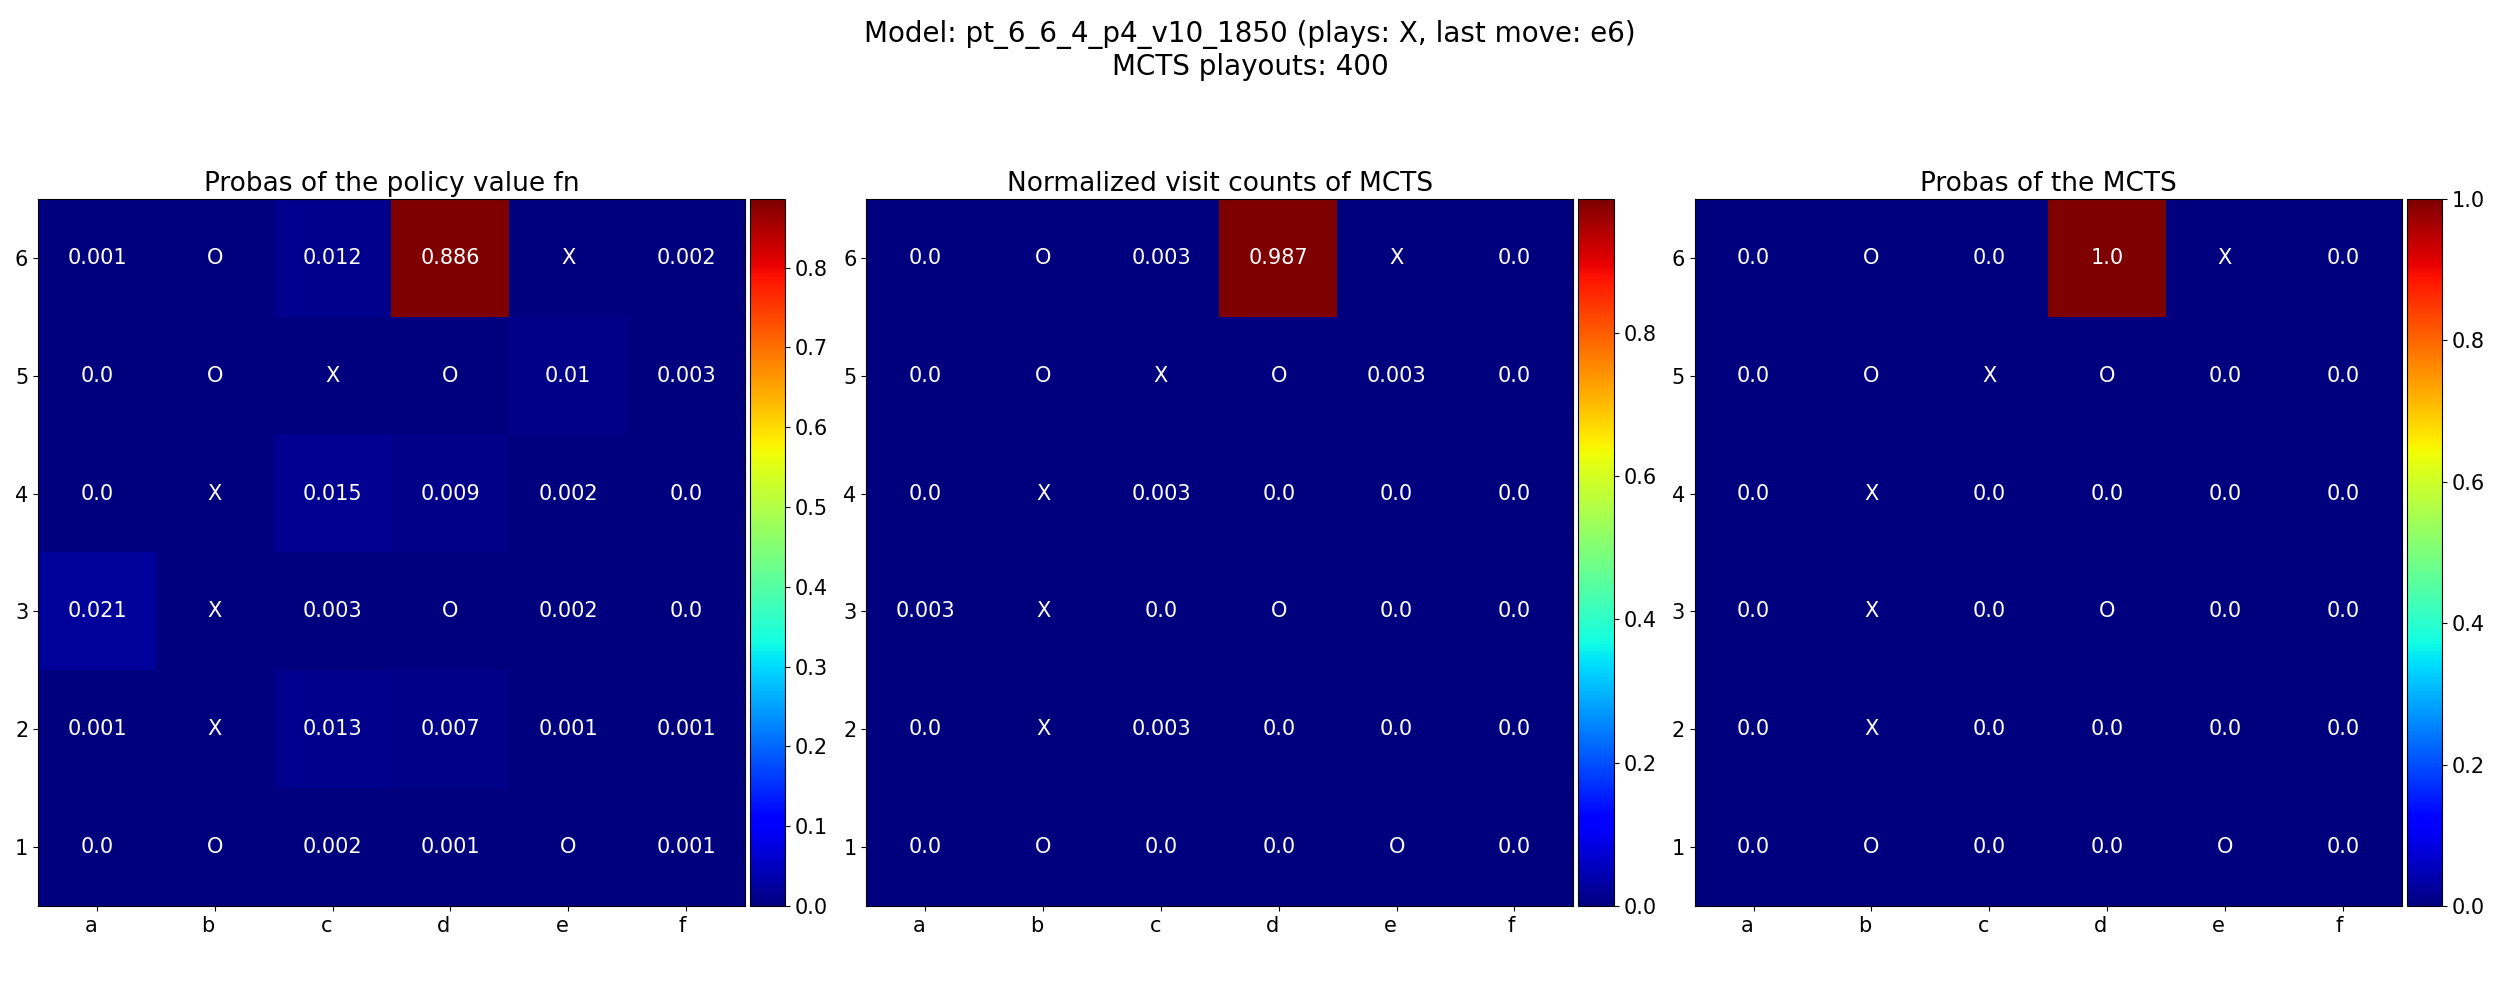 Model: pt_6_6_4_p4_v10_1850 (plays: X, last move: e6)
MCTS playouts: 400
Probas of the policy value fn
6 0.001 O 0.012 0.886 X 0.002
5 0.0 O X O 0.01 0.003
4 0.0 X 0.015 0.009 0.002 0.0
3 0.021 X 0.003 O 0.002 0.0
2 0.001 X 0.013 0.007 0.001 0.001
1 0.0 O 0.002 0.001 O 0.001
a b c d e f
0.8
0.7
0.6
0.5
0.4
0.3
0.2
0.1
0.0
Normalized visit counts of MCTS
6 0.0 O 0.003 0.987 X 0.0
5 0.0 O X O 0.003 0.0
4 0.0 X 0.003 0.0 0.0 0.0
3 0.003 X 0.0 O 0.0 0.0
2 0.0 X 0.003 0.0 0.0 0.0
1 0.0 O 0.0 0.0 O 0.0
a b c d e f
0.8
0.6
0.4
0.2
0.0
Probas of the MCTS
6 0.0 O 0.0 1.0 X 0.0
5 0.0 O X O 0.0 0.0
4 0.0 X 0.0 0.0 0.0 0.0
3 0.0 X 0.0 O 0.0 0.0
2 0.0 X 0.0 0.0 0.0 0.0
1 0.0 O 0.0 0.0 O 0.0
a b c d e f
1.0
0.8
0.6
0.4
0.2
0.0